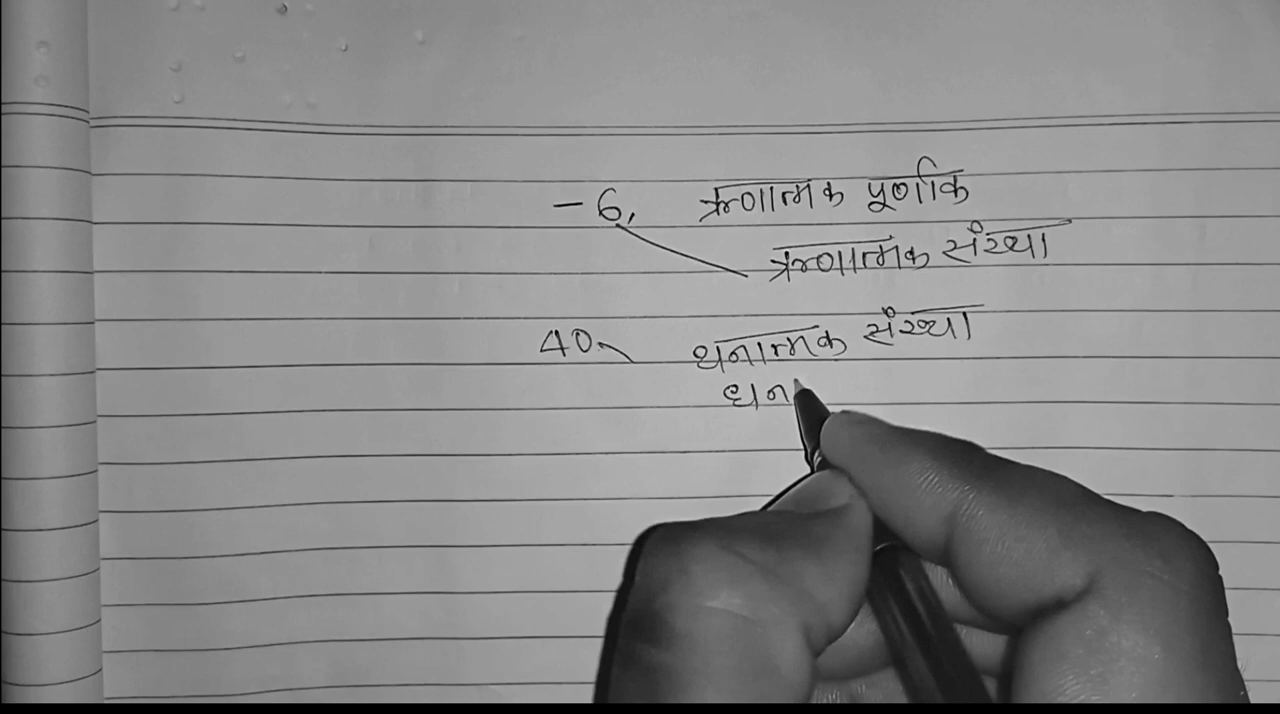 -6, ऋणात्मक पूर्णांक
ऋणात्मक संख्या
40 धनात्मक संख्या
धन